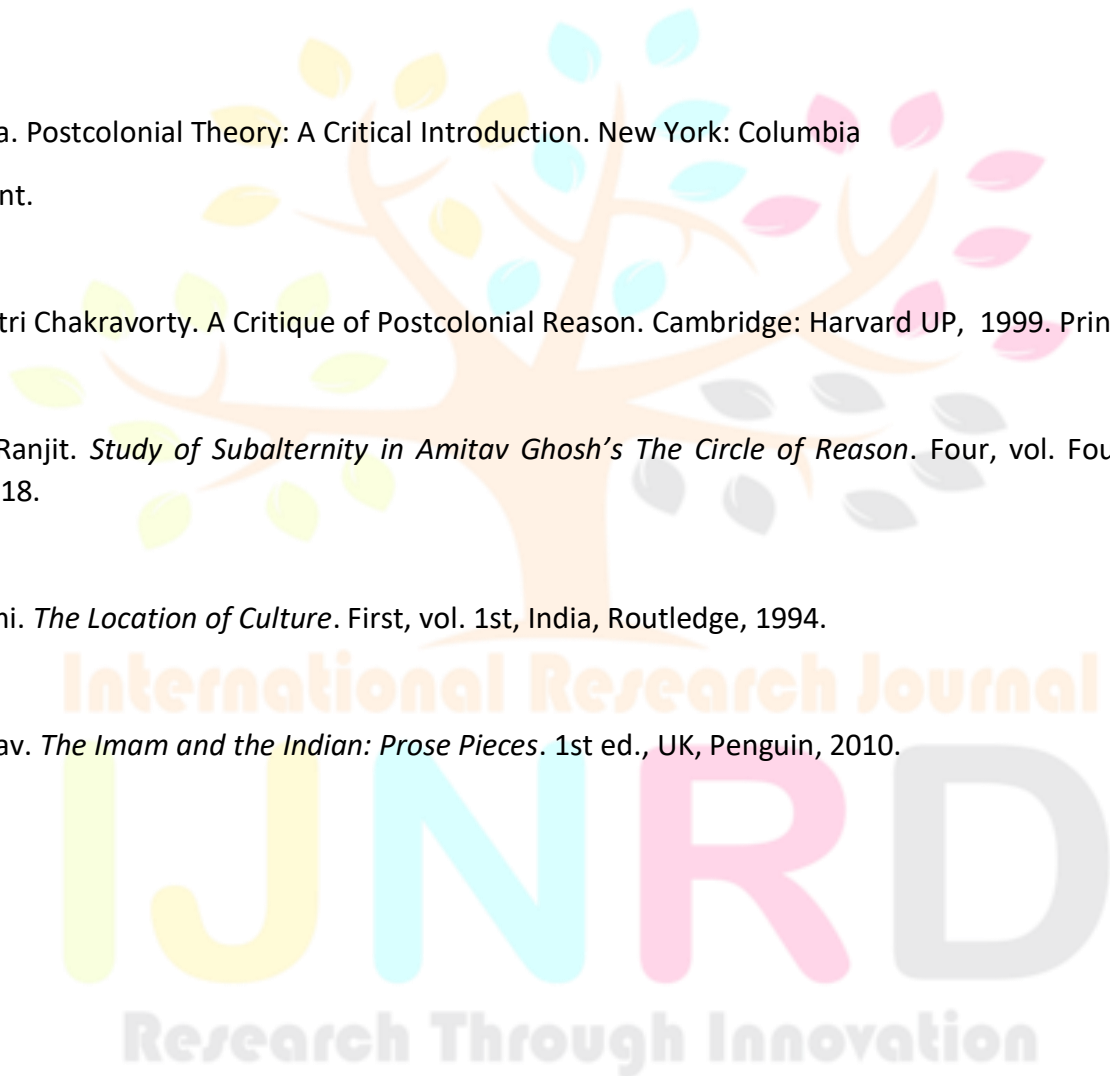 a. Postcolonial Theory: A Critical Introduction. New York: Columbia
nt.
tri Chakravorty. A Critique of Postcolonial Reason. Cambridge: Harvard UP, 1999. Prin
Ranjit. Study of Subalternity in Amitav Ghosh’s The Circle of Reason. Four, vol. Fou
18.
ni. The Location of Culture. First, vol. 1st, India, Routledge, 1994.
International Research Journal
av. The Imam and the Indian: Prose Pieces. 1st ed., UK, Penguin, 2010.
IJNRD
Research Through Innovation